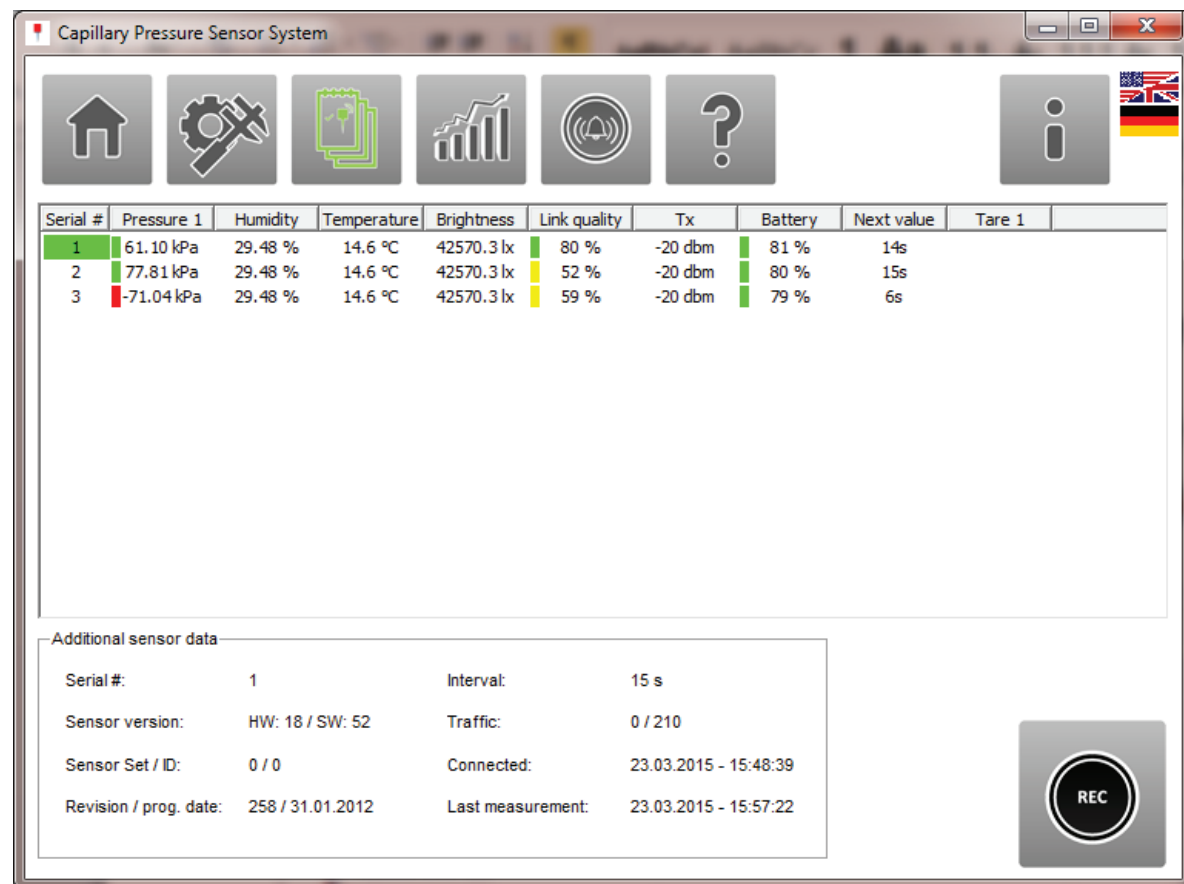 Capillary Pressure Sensor System
Serial # Pressure 1 Humidity Temperature Brightness Link quality Tx Battery Next value Tare 1
1 61.10 kPa 29.48 % 14.6 ºC 42570.3 lx 80 % -20 dbm 81 % 14s
2 77.81 kPa 29.48 % 14.6 ºC 42570.3 lx 52 % -20 dbm 80 % 15s
3 -71.04 kPa 29.48 % 14.6 ºC 42570.3 lx 59 % -20 dbm 79 % 6s
Additional sensor data
Serial #: 1 Interval: 15 s
Sensor version: HW: 18 / SW: 52 Traffic: 0 / 210
Sensor Set / ID: 0 / 0 Connected: 23.03.2015 - 15:48:39
Revision / prog. date: 258 / 31.01.2012 Last measurement: 23.03.2015 - 15:57:22
REC